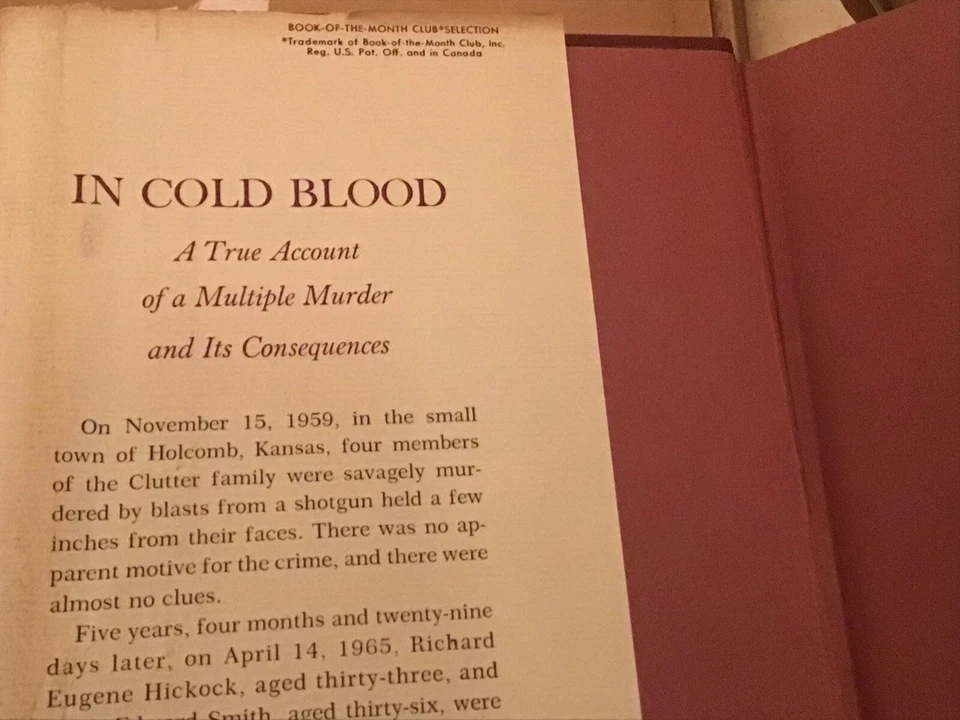 BOOK-OF-THE-MONTH CLUB*SELECTION
*Trademark of Book-of-the-Month Club, Inc.
Reg. U.S. Pat. Off. and in Canada
IN COLD BLOOD
A True Account
of a Multiple Murder
and Its Consequences
On November 15, 1959, in the small
town of Holcomb, Kansas, four members
of the Clutter family were savagely mur-
dered by blasts from a shotgun held a few
inches from their faces. There was no ap-
parent motive for the crime, and there were
almost no clues.
Five years, four months and twenty-nine
days later, on April 14, 1965, Richard
Eugene Hickock, aged thirty-three, and
Edward Smith, aged thirty-six, were